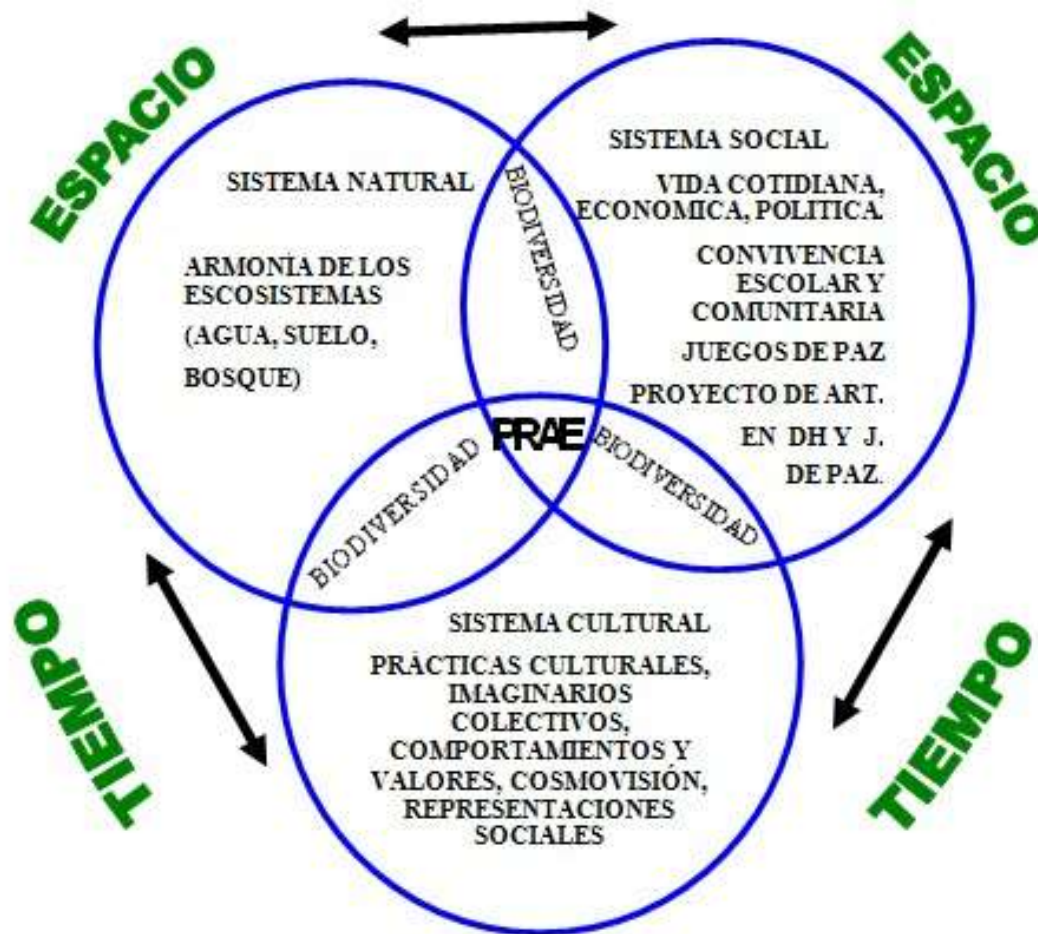 ESPACIO
ESPACIO
SISTEMA NATURAL
ARMONÍA DE LOS
ESCOSISTEMAS
(AGUA, SUELO,
BOSQUE)
BIODIVERSIDAD
SISTEMA SOCIAL
VIDA COTIDIANA,
ECONOMICA, POLITICA.
CONVIVENCIA
ESCOLAR Y
COMUNITARIA
JUEGOS DE PAZ
PROYECTO DE ART.
EN DH Y J.
DE PAZ.
PRAE
BIODIVERSIDAD
BIODIVERSIDAD
SISTEMA CULTURAL
PRÁCTICAS CULTURALES,
IMAGINARIOS
COLECTIVOS,
COMPORTAMIENTOS Y
VALORES, COSMOVISIÓN,
REPRESENTACIONES
SOCIALES
TIEMPO
TIEMPO